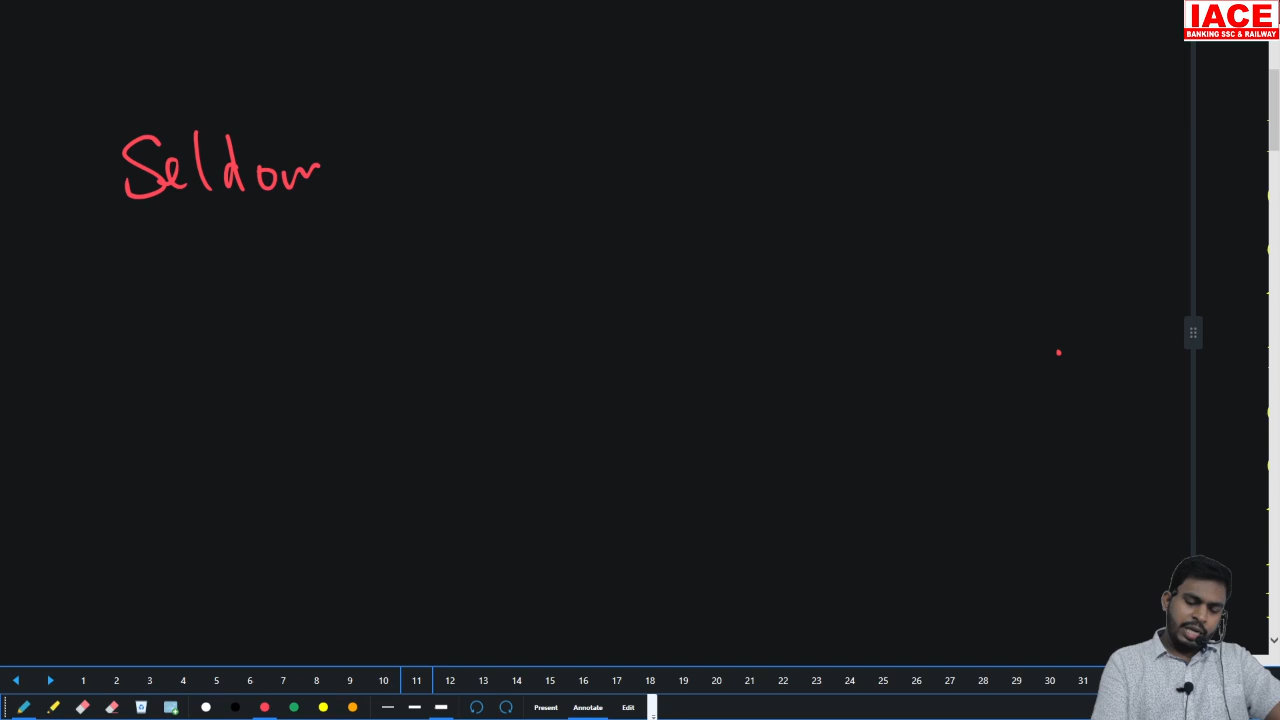 IACE
BANKING SSC & RAILWAY
Seldom
1 2 3 4 5 6 7 8 9 10 11 12 13 14 15 16 17 18 19 20 21 22 23 24 25 26 27 28 29 30 31
Present Annotate Edit